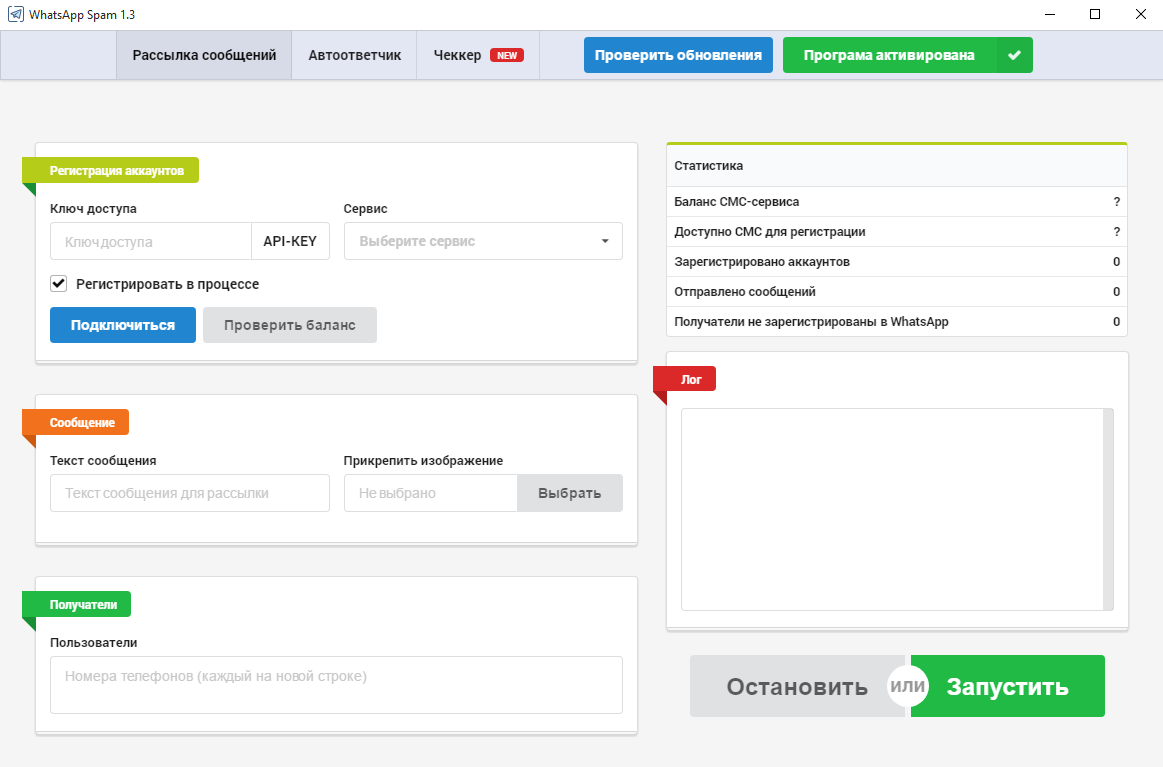 WhatsApp Spam 1.3
Рассылка сообщений
Автоответчик
Чеккер NEW
Проверить обновления
Програма активирована
Регистрация аккаунтов
Ключ доступа
Сервис
Ключ доступа
API-KEY
Выберите сервис
Регистрировать в процессе
Подключиться
Проверить баланс
Статистика
Баланс СМС-сервиса ?
Доступно СМС для регистрации ?
Зарегистрировано аккаунтов 0
Отправлено сообщений 0
Получатели не зарегистрированы в WhatsApp 0
Сообщение
Текст сообщения
Прикрепить изображение
Текст сообщения для рассылки
Не выбрано
Выбрать
Лог
Получатели
Пользователи
Номера телефонов (каждый на новой строке)
Остановить
ИЛИ
Запустить